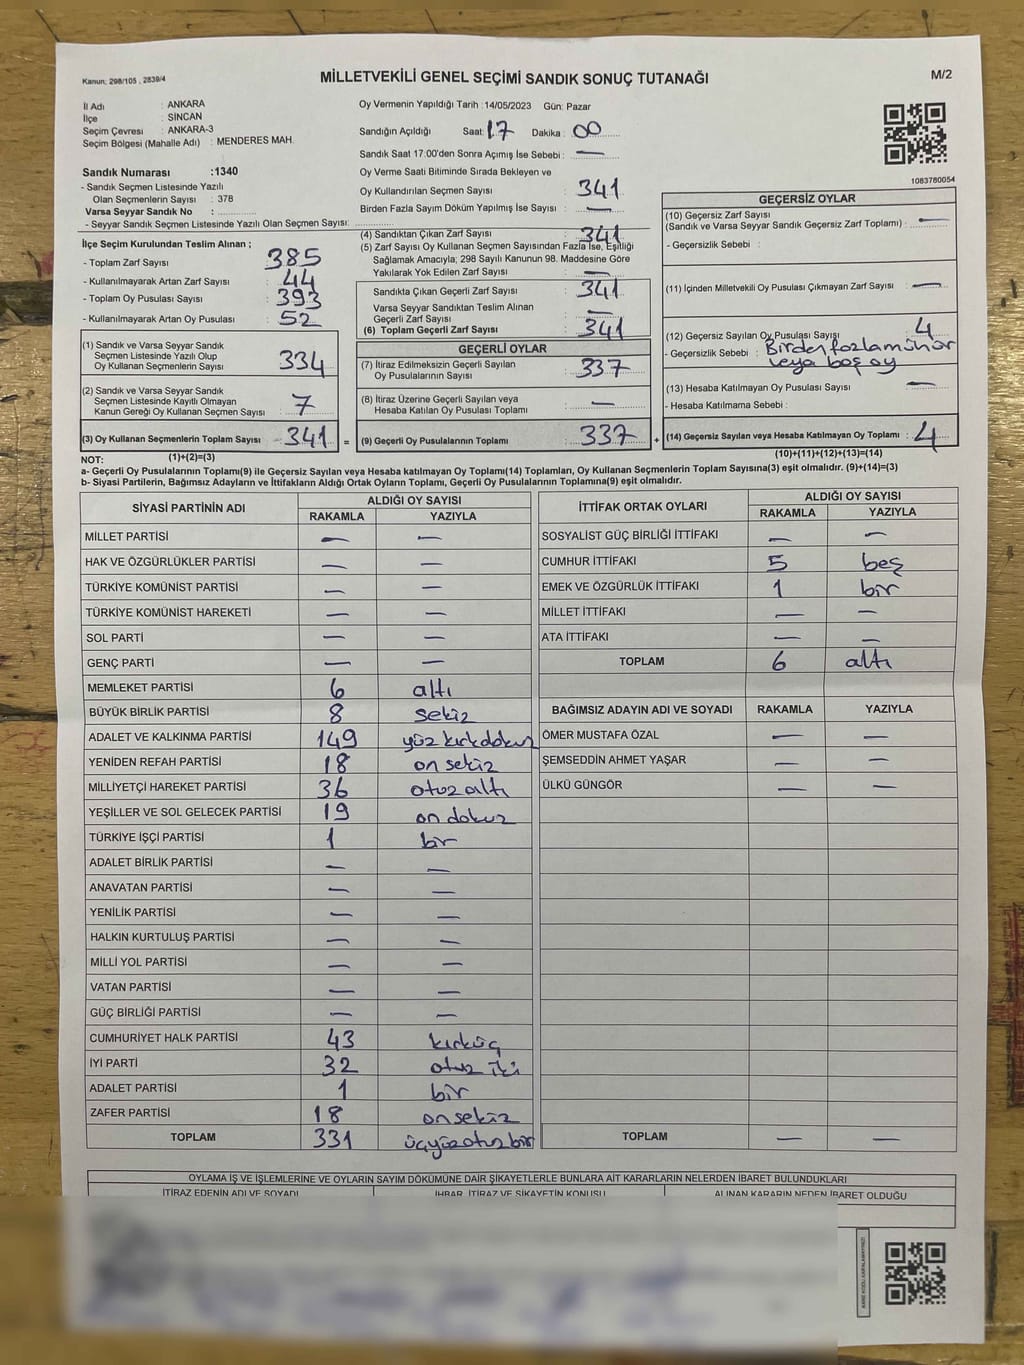 Kanun; 298/105 , 2839/4
MİLLETVEKİLİ GENEL SEÇİMİ SANDIK SONUÇ TUTANAĞI
M/2
İl Adı : ANKARA
İlçe : SİNCAN
Seçim Çevresi : ANKARA-3
Seçim Bölgesi (Mahalle Adı) : MENDERES MAH.
Sandık Numarası :1340
- Sandık Seçmen Listesinde Yazılı
Olan Seçmenlerin Sayısı : 378
Varsa Seyyar Sandık No :
- Seyyar Sandık Seçmen Listesinde Yazılı Olan Seçmen Sayısı:
Oy Vermenin Yapıldığı Tarih :14/05/2023 Gün: Pazar
Sandığın Açıldığı Saat: 17 Dakika : 00
Sandık Saat 17:00'den Sonra Açımış İse Sebebi : —
Oy Verme Saati Bitiminde Sırada Bekleyen ve
Oy Kullandırılan Seçmen Sayısı : 341
Birden Fazla Sayım Döküm Yapılmış İse Sayısı : —
1083780054
İlçe Seçim Kurulundan Teslim Alınan ;
- Toplam Zarf Sayısı : 385
- Kullanılmayarak Artan Zarf Sayısı : 44
- Toplam Oy Pusulası Sayısı : 393
- Kullanılmayarak Artan Oy Pusulası : 52
(4) Sandıktan Çıkan Zarf Sayısı : 341
(5) Zarf Sayısı Oy Kullanan Seçmen Sayısından Fazla İse, Eşitliği
Sağlamak Amacıyla; 298 Sayılı Kanunun 98. Maddesine Göre
Yakılarak Yok Edilen Zarf Sayısı : —
Sandıkta Çıkan Geçerli Zarf Sayısı : 341
Varsa Seyyar Sandıktan Teslim Alınan
Geçerli Zarf Sayısı : —
(6) Toplam Geçerli Zarf Sayısı : 341
GEÇERSİZ OYLAR
(10) Geçersiz Zarf Sayısı
(Sandık ve Varsa Seyyar Sandık Geçersiz Zarf Toplamı) : —
- Geçersizlik Sebebi :
(11) İçinden Milletvekili Oy Pusulası Çıkmayan Zarf Sayısı : —
(12) Geçersiz Sayılan Oy Pusulası Sayısı : 4
- Geçersizlik Sebebi : Birden fazla mühür
veya boş oy
(13) Hesaba Katılmayan Oy Pusulası Sayısı : —
- Hesaba Katılmama Sebebi :
(1) Sandık ve Varsa Seyyar Sandık
Seçmen Listesinde Yazılı Olup
Oy Kullanan Seçmenlerin Sayısı : 334
(2) Sandık ve Varsa Seyyar Sandık
Seçmen Listesinde Kayıtlı Olmayan
Kanun Gereği Oy Kullanan Seçmen Sayısı : 7
GEÇERLİ OYLAR
(7) İtiraz Edilmeksizin Geçerli Sayılan
Oy Pusulalarının Sayısı : 337
(8) İtiraz Üzerine Geçerli Sayılan veya
Hesaba Katılan Oy Pusulası Toplamı : —
(3) Oy Kullanan Seçmenlerin Toplam Sayısı : 341 = (9) Geçerli Oy Pusulalarının Toplamı : 337 + (14) Geçersiz Sayılan veya Hesaba Katılmayan Oy Toplamı : 4
NOT: (1)+(2)=(3) (10)+(11)+(12)+(13)=(14)
a- Geçerli Oy Pusulalarının Toplamı(9) ile Geçersiz Sayılan veya Hesaba katılmayan Oy Toplamı(14) Toplamları, Oy Kullanan Seçmenlerin Toplam Sayısına(3) eşit olmalıdır. (9)+(14)=(3)
b- Siyasi Partilerin, Bağımsız Adayların ve İttifakların Aldığı Ortak Oyların Toplamı, Geçerli Oy Pusulalarının Toplamına(9) eşit olmalıdır.
SİYASİ PARTİNİN ADI ALDIĞI OY SAYISI
RAKAMLA YAZIYLA
MİLLET PARTİSİ — —
HAK VE ÖZGÜRLÜKLER PARTİSİ — —
TÜRKİYE KOMÜNİST PARTİSİ — —
TÜRKİYE KOMÜNİST HAREKETİ — —
SOL PARTİ — —
GENÇ PARTİ — —
MEMLEKET PARTİSİ 6 altı
BÜYÜK BİRLİK PARTİSİ 8 sekiz
ADALET VE KALKINMA PARTİSİ 149 yüz kırk dokuz
YENİDEN REFAH PARTİSİ 18 on sekiz
MİLLİYETÇİ HAREKET PARTİSİ 36 otuz altı
YEŞİLLER VE SOL GELECEK PARTİSİ 19 on dokuz
TÜRKİYE İŞÇİ PARTİSİ 1 bir
ADALET BİRLİK PARTİSİ — —
ANAVATAN PARTİSİ — —
YENİLİK PARTİSİ — —
HALKIN KURTULUŞ PARTİSİ — —
MİLLİ YOL PARTİSİ — —
VATAN PARTİSİ — —
GÜÇ BİRLİĞİ PARTİSİ — —
CUMHURİYET HALK PARTİSİ 43 kırküç
İYİ PARTİ 32 otuz iki
ADALET PARTİSİ 1 bir
ZAFER PARTİSİ 18 onsekiz
TOPLAM 331 üçyüzotuzbir
İTTİFAK ORTAK OYLARI ALDIĞI OY SAYISI
RAKAMLA YAZIYLA
SOSYALİST GÜÇ BİRLİĞİ İTTİFAKI — —
CUMHUR İTTİFAKI 5 beş
EMEK VE ÖZGÜRLÜK İTTİFAKI 1 bir
MİLLET İTTİFAKI — —
ATA İTTİFAKI — —
TOPLAM 6 altı
BAĞIMSIZ ADAYIN ADI VE SOYADI RAKAMLA YAZIYLA
ÖMER MUSTAFA ÖZAL — —
ŞEMSEDDİN AHMET YAŞAR — —
ÜLKÜ GÜNGÖR — —
TOPLAM — —
OYLAMA İŞ VE İŞLEMLERİNE VE OYLARIN SAYIM DÖKÜMÜNE DAİR ŞİKAYETLERLE BUNLARA AİT KARARLARIN NELERDEN İBARET BULUNDUKLARI
İTİRAZ EDENİN ADI VE SOYADI İHBAR, İTİRAZ VE ŞİKAYETİN KONUSU ALINAN KARARIN NEDEN İBARET OLDUĞU
KARE KODU KARALAMAYINIZ!